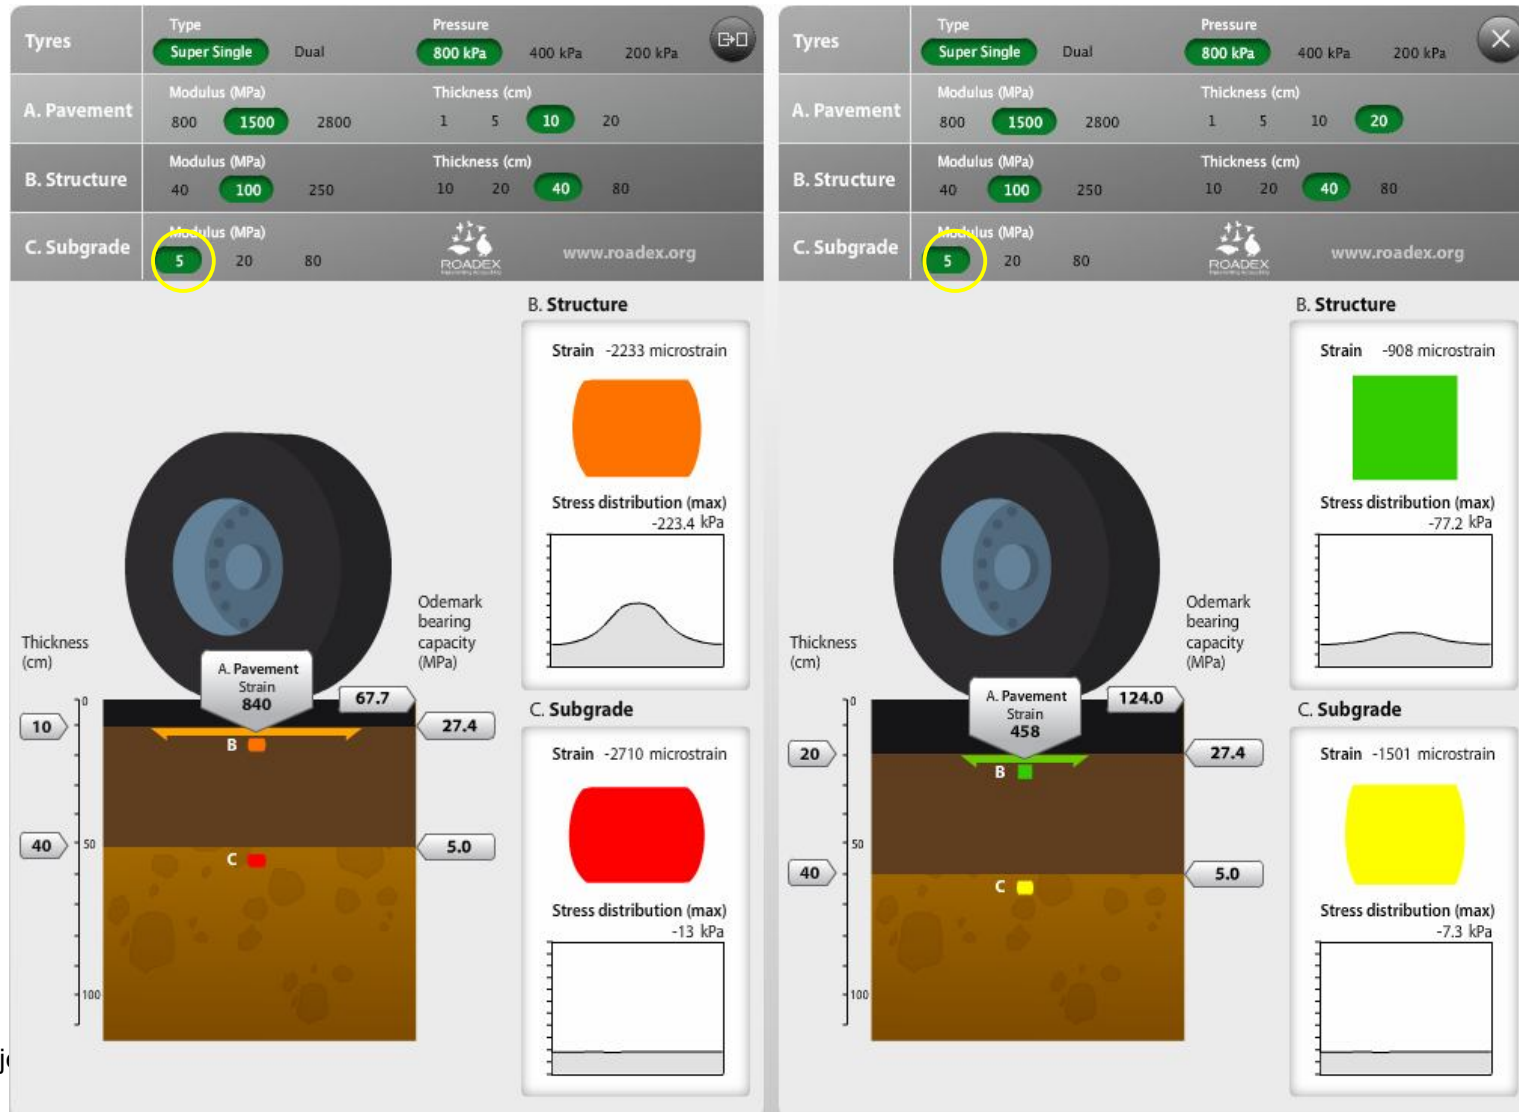 Tyres
Type
Super Single Dual
Pressure
800 kPa 400 kPa 200 kPa
A. Pavement
Modulus (MPa)
800 1500 2800
Thickness (cm)
1 5 10 20
B. Structure
Modulus (MPa)
40 100 250
Thickness (cm)
10 20 40 80
C. Subgrade
Modulus (MPa)
5 20 80
ROADEX
www.roadex.org
B. Structure
Strain -2233 microstrain
Stress distribution (max)
-223.4 kPa
Odemark
bearing
capacity
(MPa)
Thickness
(cm)
A. Pavement
Strain
840
67.7
0
10
27.4
B
40
50
5.0
C
100
C. Subgrade
Strain -2710 microstrain
Stress distribution (max)
-13 kPa
Tyres
Type
Super Single Dual
Pressure
800 kPa 400 kPa 200 kPa
A. Pavement
Modulus (MPa)
800 1500 2800
Thickness (cm)
1 5 10 20
B. Structure
Modulus (MPa)
40 100 250
Thickness (cm)
10 20 40 80
C. Subgrade
Modulus (MPa)
5 20 80
ROADEX
www.roadex.org
B. Structure
Strain -908 microstrain
Stress distribution (max)
-77.2 kPa
Odemark
bearing
capacity
(MPa)
Thickness
(cm)
A. Pavement
Strain
458
124.0
0
20
27.4
B
50
40
5.0
C
100
C. Subgrade
Strain -1501 microstrain
Stress distribution (max)
-7.3 kPa